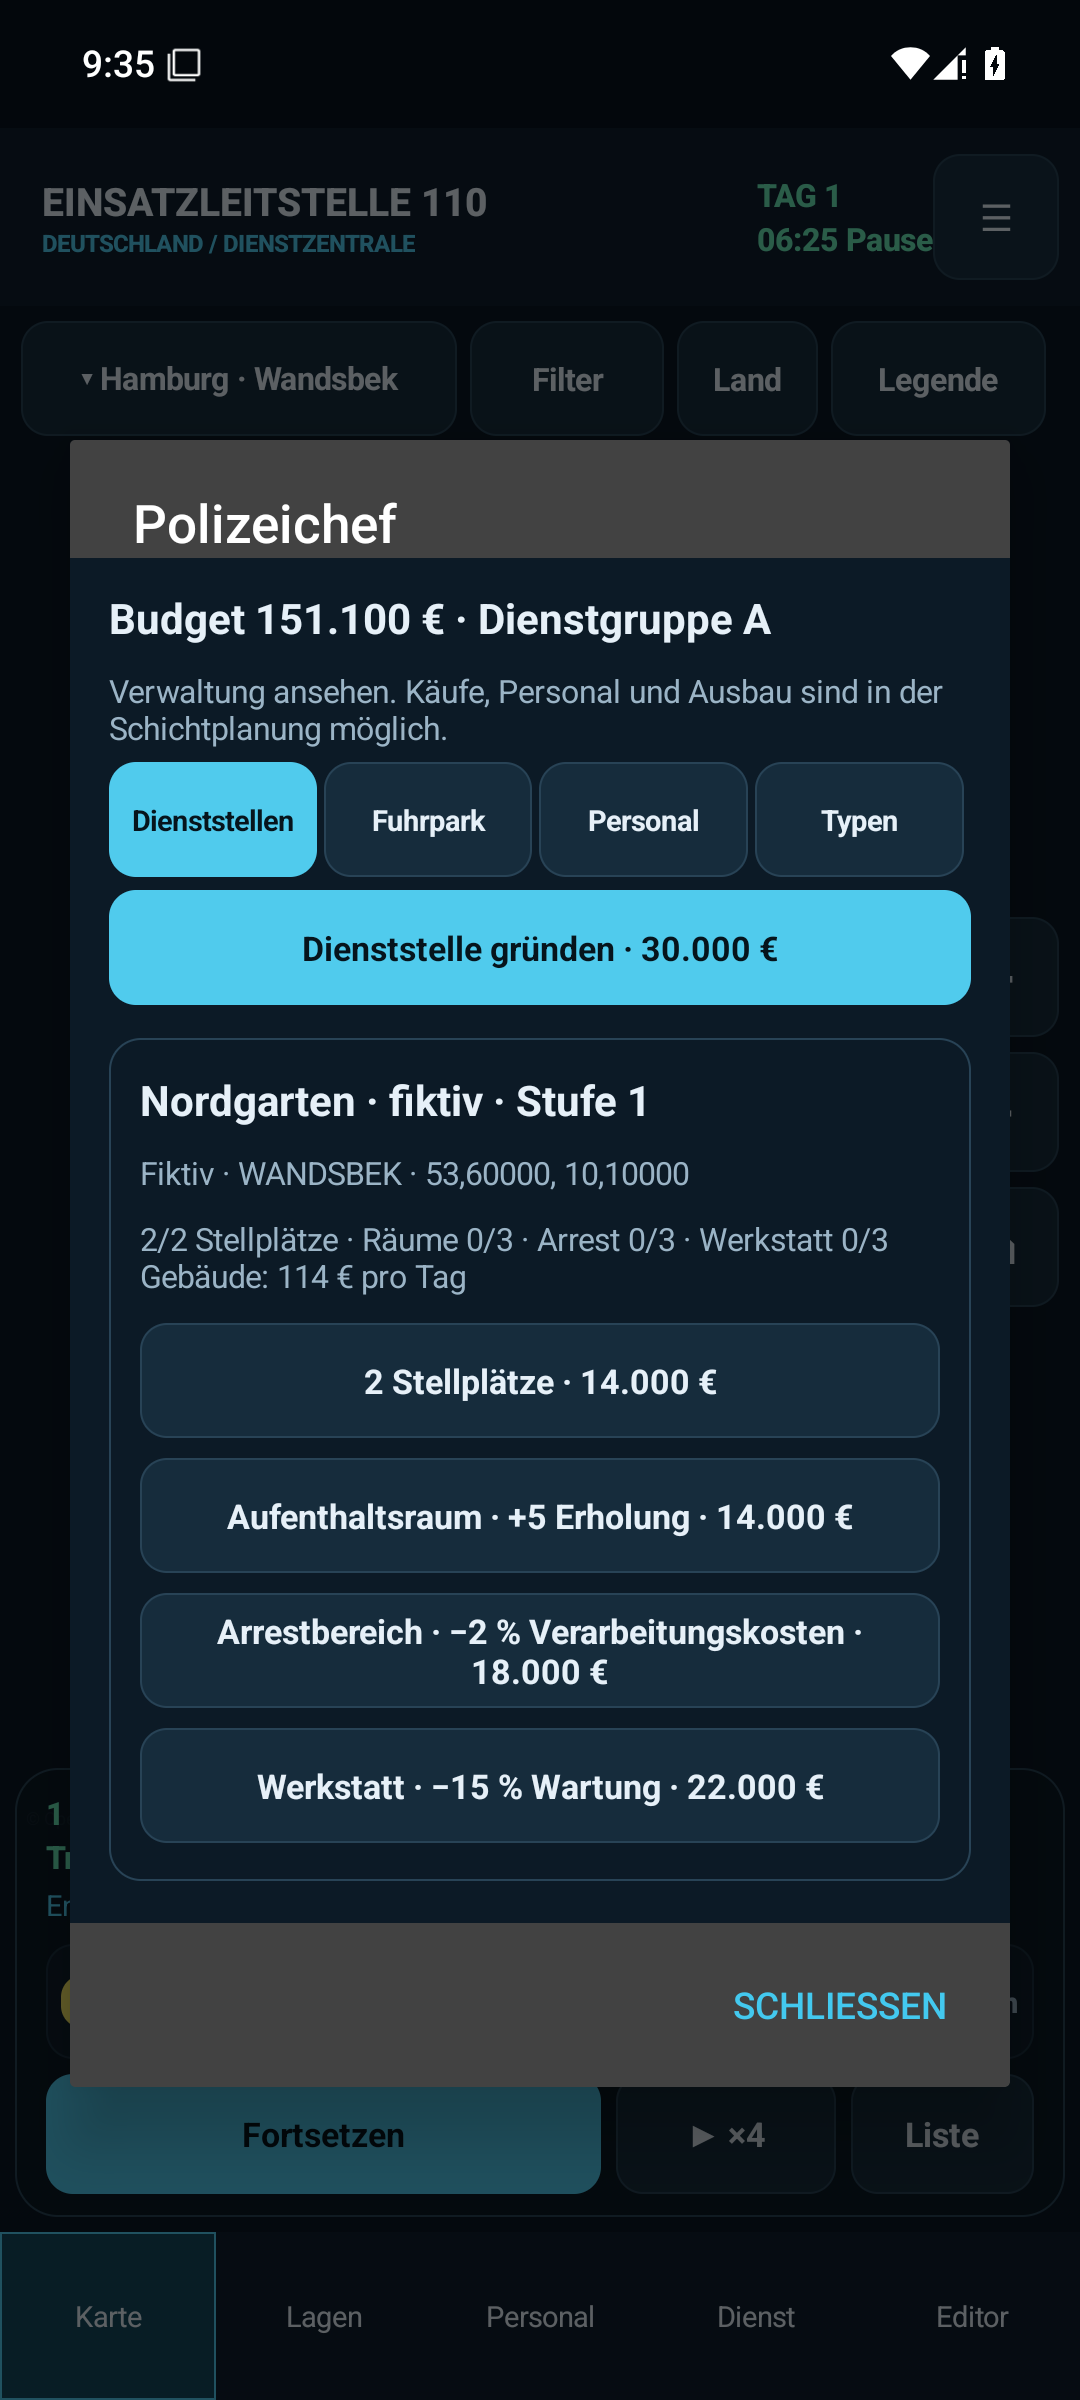 9:35
EINSATZLEITSTELLE 110
DEUTSCHLAND / DIENSTZENTRALE
TAG 1
06:25 Pause
▾ Hamburg · Wandsbek
Filter
Land
Legende
Polizeichef
Budget 151.100 € · Dienstgruppe A
Verwaltung ansehen. Käufe, Personal und Ausbau sind in der
Schichtplanung möglich.
Dienststellen
Fuhrpark
Personal
Typen
Dienststelle gründen · 30.000 €
Nordgarten · fiktiv · Stufe 1
Fiktiv · WANDSBEK · 53,60000, 10,10000
2/2 Stellplätze · Räume 0/3 · Arrest 0/3 · Werkstatt 0/3
Gebäude: 114 € pro Tag
2 Stellplätze · 14.000 €
Aufenthaltsraum · +5 Erholung · 14.000 €
Arrestbereich · −2 % Verarbeitungskosten ·
18.000 €
Werkstatt · −15 % Wartung · 22.000 €
1
SCHLIESSEN
Fortsetzen
▶ ×4
Liste
Karte
Lagen
Personal
Dienst
Editor